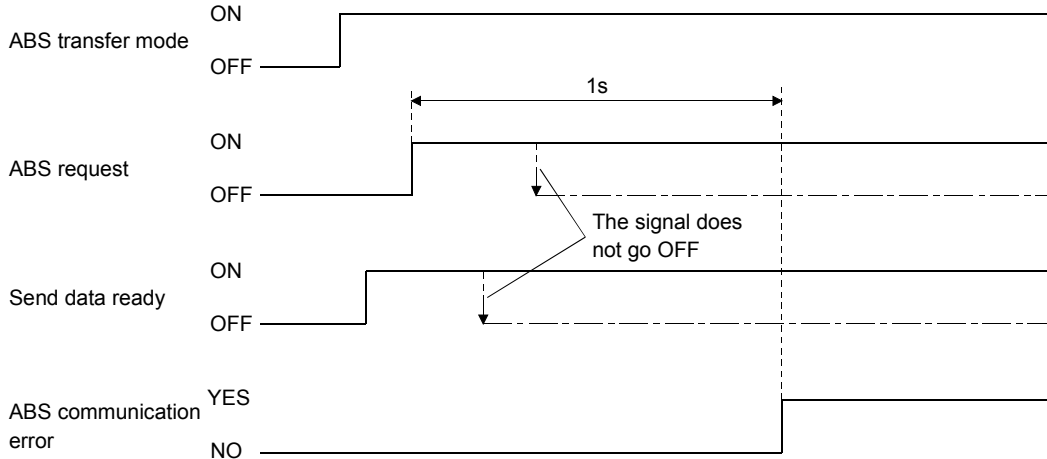 ON
ABS transfer mode
OFF
1s
ON
ABS request
OFF
The signal does
not go OFF
ON
Send data ready
OFF
YES
ABS communication
error
NO